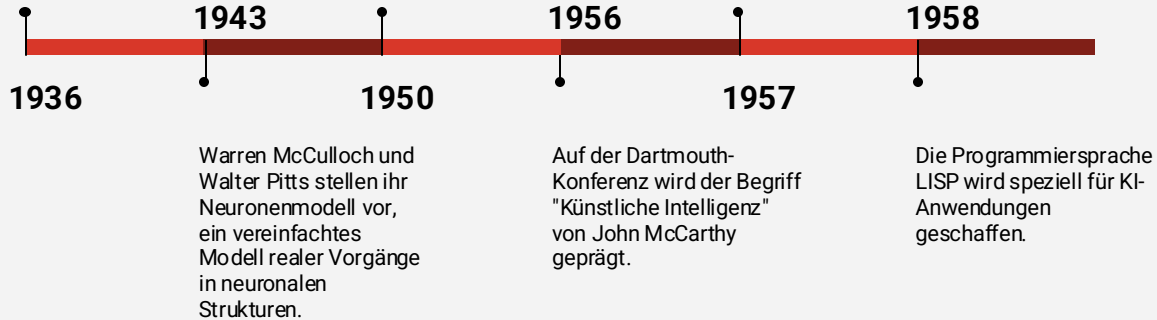 1943
1956
1958
1936
1950
1957
Warren McCulloch und
Walter Pitts stellen ihr
Neuronenmodell vor,
ein vereinfachtes
Modell realer Vorgänge
in neuronalen
Strukturen.
Auf der Dartmouth-
Konferenz wird der Begriff
"Künstliche Intelligenz"
von John McCarthy
geprägt.
Die Programmiersprache
LISP wird speziell für KI-
Anwendungen
geschaffen.